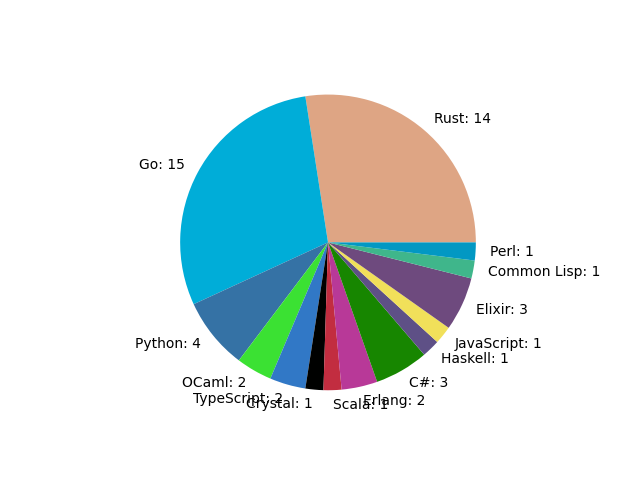 Rust: 14
Go: 15
Python: 4
OCaml: 2
TypeScript: 2
Crystal: 1
Scala: 1
Erlang: 2
C#: 3
Haskell: 1
JavaScript: 1
Elixir: 3
Common Lisp: 1
Perl: 1